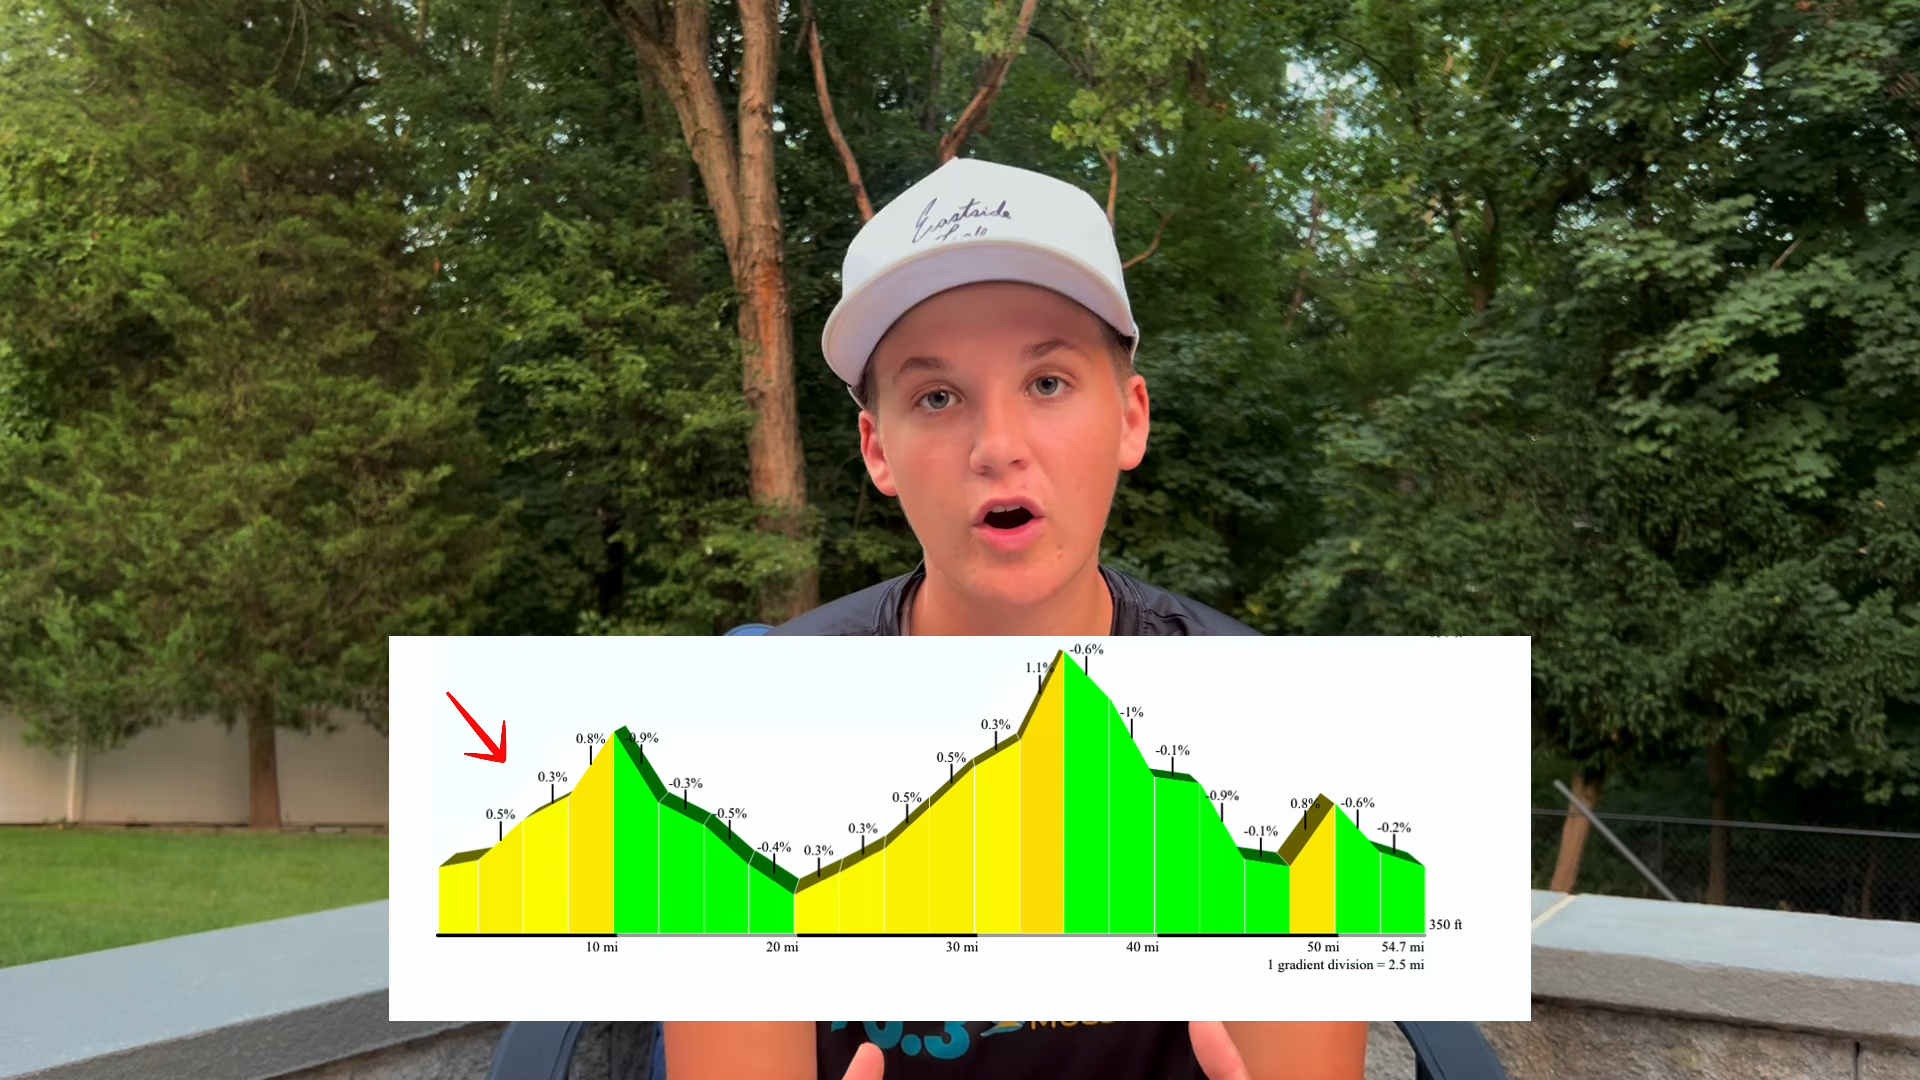 Eastside
-0.6%
1.1%
0.3%
0.8%
-0.9%
0.5%
0.3%
-0.3%
0.5%
0.5%
-0.5%
0.3%
-0.4%
0.3%
-1%
-0.1%
-0.9%
-0.1%
0.8%
-0.6%
-0.2%
350 ft
10 mi
20 mi
30 mi
40 mi
50 mi
54.7 mi
1 gradient division = 2.5 mi
70.3